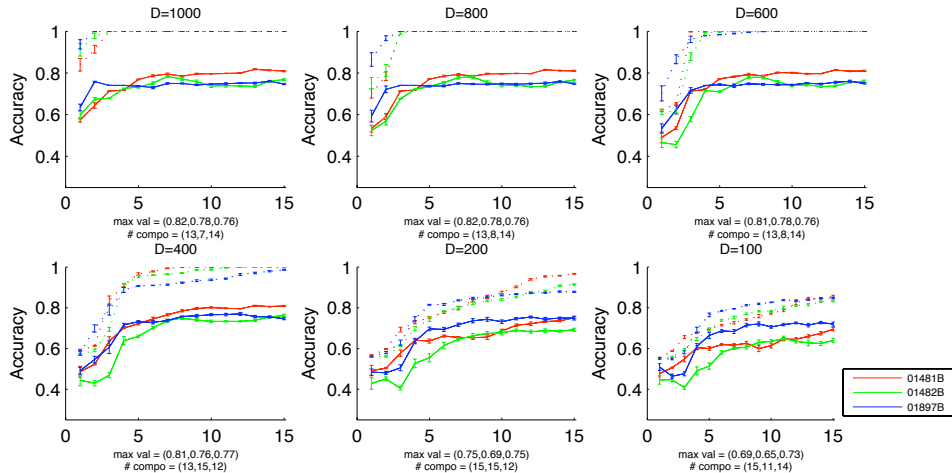 D=1000 D=800 D=600
1 1 1
Accuracy Accuracy Accuracy
0.8 0.8 0.8
0.6 0.6 0.6
0.4 0.4 0.4
0 5 10 15 0 5 10 15 0 5 10 15
max val = (0.82,0.78,0.76) max val = (0.82,0.78,0.76) max val = (0.81,0.78,0.76)
# compo = (13,7,14) # compo = (13,8,14) # compo = (13,8,14)
D=400 D=200 D=100
1 1 1
Accuracy Accuracy Accuracy
0.8 0.8 0.8
0.6 0.6 0.6
0.4 0.4 0.4
0 5 10 15 0 5 10 15 0 5 10 15
max val = (0.81,0.76,0.77) max val = (0.75,0.69,0.75) max val = (0.69,0.65,0.73)
# compo = (13,15,12) # compo = (15,15,12) # compo = (15,11,14)
01481B
01482B
01897B